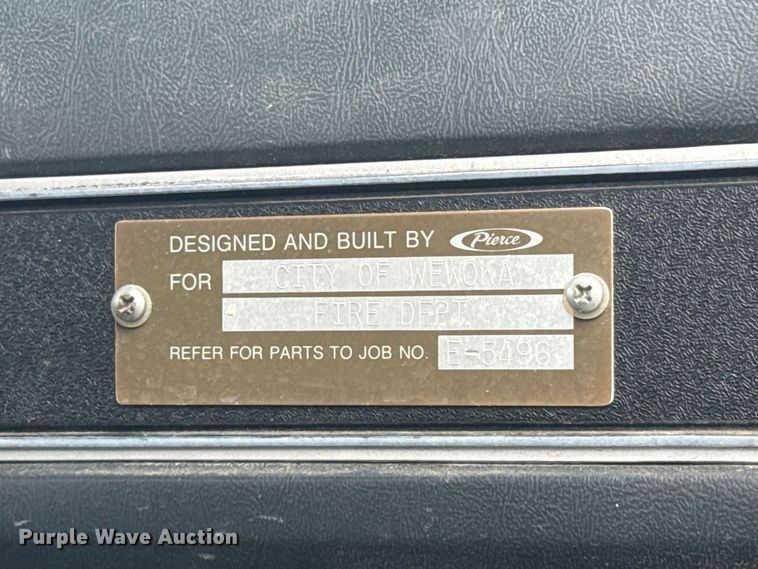 DESIGNED AND BUILT BY Pierce
FOR CITY OF WEWOKA
FIRE DEPT
REFER FOR PARTS TO JOB NO. E-5496
Purple Wave Auction